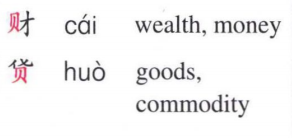 财 cái wealth, money
货 huò goods,
commodity